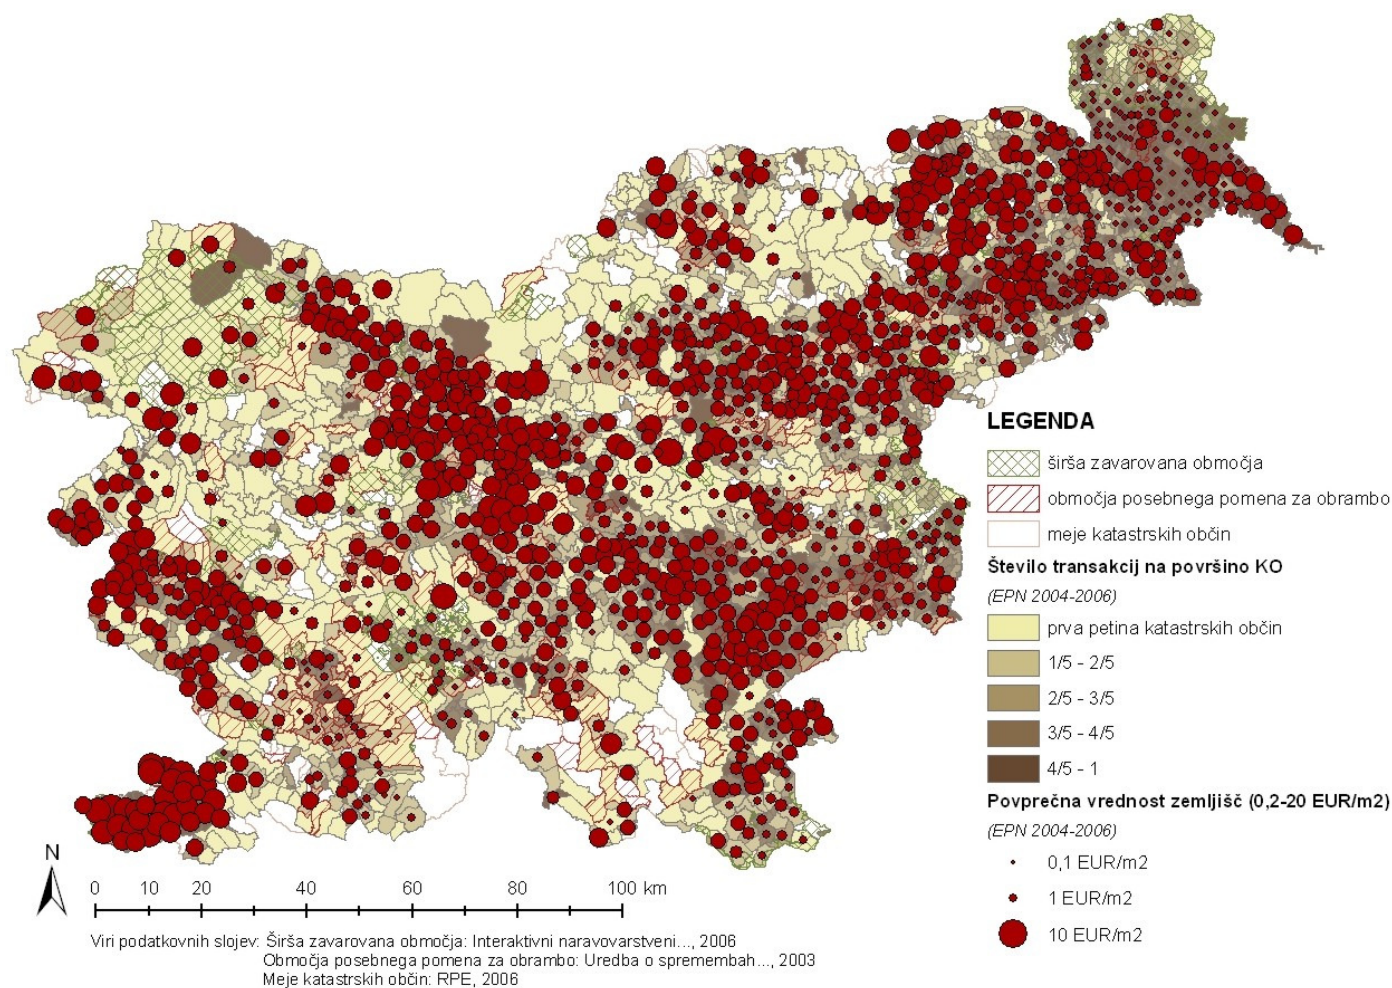 LEGENDA
širša zavarovana območja
območja posebnega pomena za obrambo
meje katastrskih občin
Število transakcij na površino KO
(EPN 2004-2006)
prva petina katastrskih občin
1/5 - 2/5
2/5 - 3/5
3/5 - 4/5
4/5 - 1
Povprečna vrednost zemljišč (0,2-20 EUR/m2)
(EPN 2004-2006)
0,1 EUR/m2
1 EUR/m2
10 EUR/m2
N
0 10 20 40 60 80 100 km
Viri podatkovnih slojev: Širša zavarovana območja: Interaktivni naravovarstveni..., 2006
Območja posebnega pomena za obrambo: Uredba o spremembah..., 2003
Meje katastrskih občin: RPE, 2006